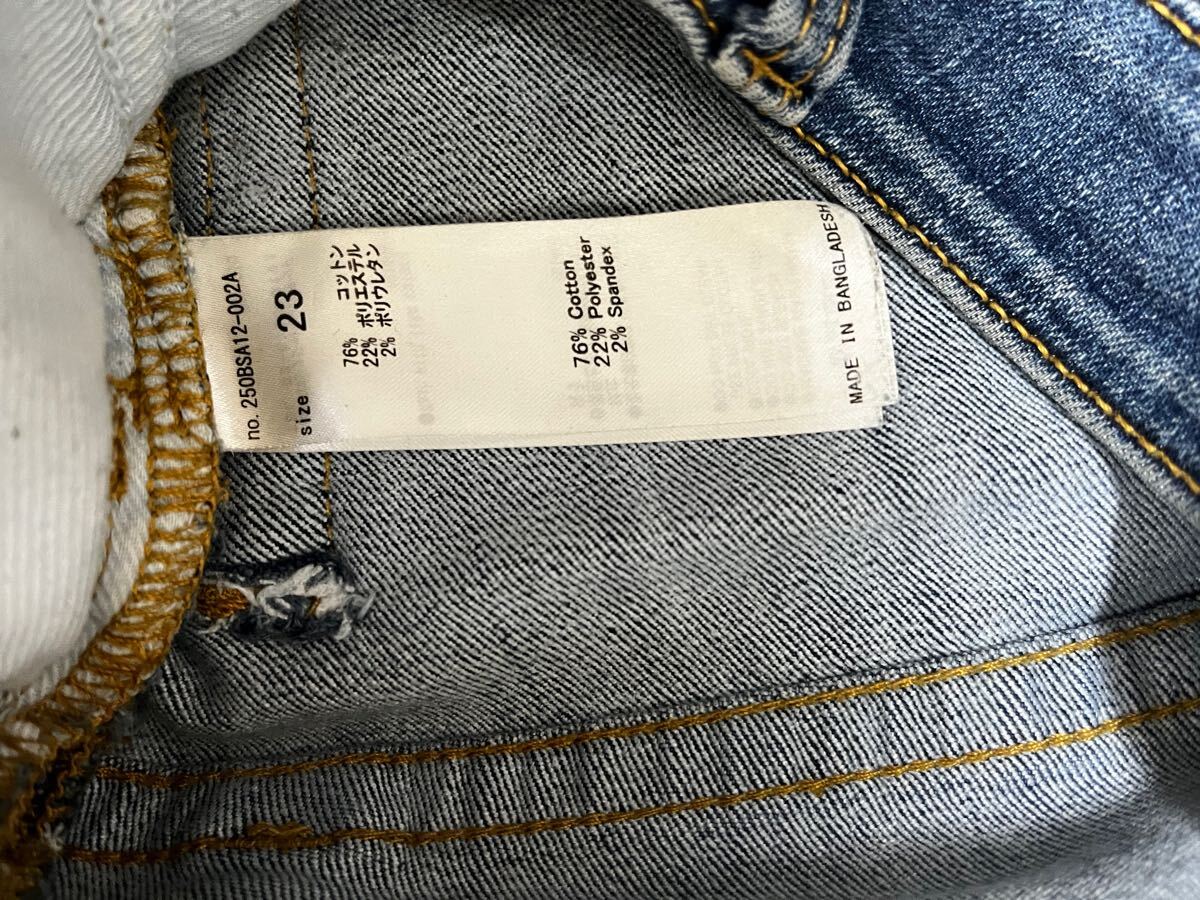 no. 250BSA12-002A
size 23
76% コットン
22% ポリエステル
2% ポリウレタン
76% Cotton
22% Polyester
2% Spandex
MADE IN BANGLADESH